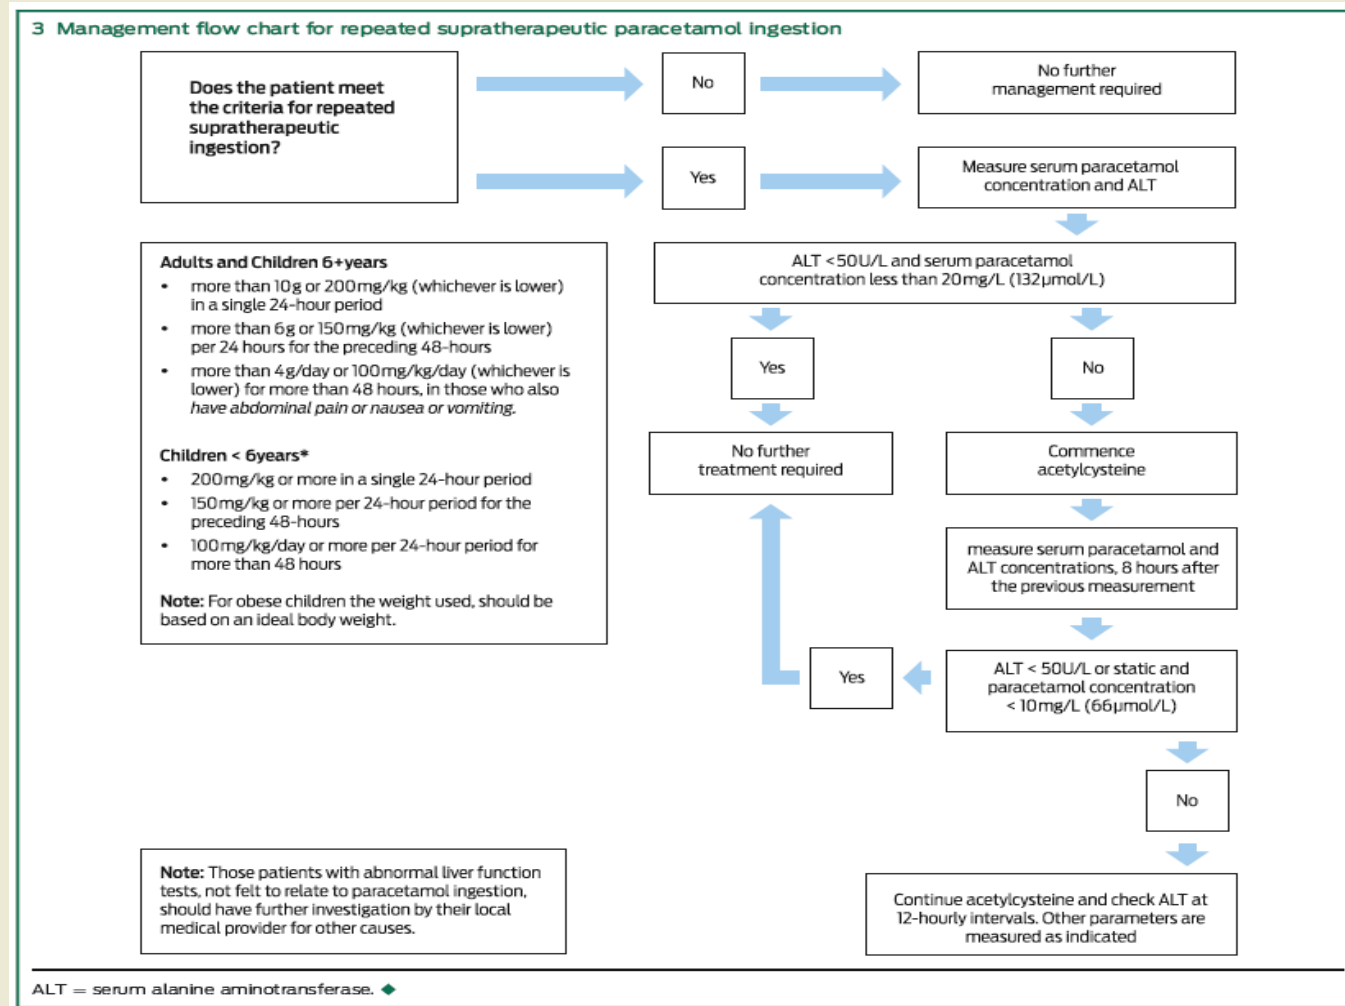 3 Management flow chart for repeated supratherapeutic paracetamol ingestion
Does the patient meet
the criteria for repeated
supratherapeutic
ingestion?
No
No further
management required
Yes
Measure serum paracetamol
concentration and ALT
Adults and Children 6+years
• more than 10g or 200mg/kg (whichever is lower)
in a single 24-hour period
• more than 6g or 150mg/kg (whichever is lower)
per 24 hours for the preceding 48-hours
• more than 4g/day or 100mg/kg/day (whichever is
lower) for more than 48 hours, in those who also
have abdominal pain or nausea or vomiting.
Children < 6years*
• 200mg/kg or more in a single 24-hour period
• 150mg/kg or more per 24-hour period for the
preceding 48-hours
• 100mg/kg/day or more per 24-hour period for
more than 48 hours
Note: For obese children the weight used, should be
based on an ideal body weight.
ALT <50U/L and serum paracetamol
concentration less than 20mg/L (132µmol/L)
Yes
No
No further
treatment required
Commence
acetylcysteine
measure serum paracetamol and
ALT concentrations, 8 hours after
the previous measurement
Yes
ALT < 50U/L or static and
paracetamol concentration
< 10mg/L (66µmol/L)
No
Continue acetylcysteine and check ALT at
12-hourly intervals. Other parameters are
measured as indicated
Note: Those patients with abnormal liver function
tests, not felt to relate to paracetamol ingestion,
should have further investigation by their local
medical provider for other causes.
ALT = serum alanine aminotransferase. ◆